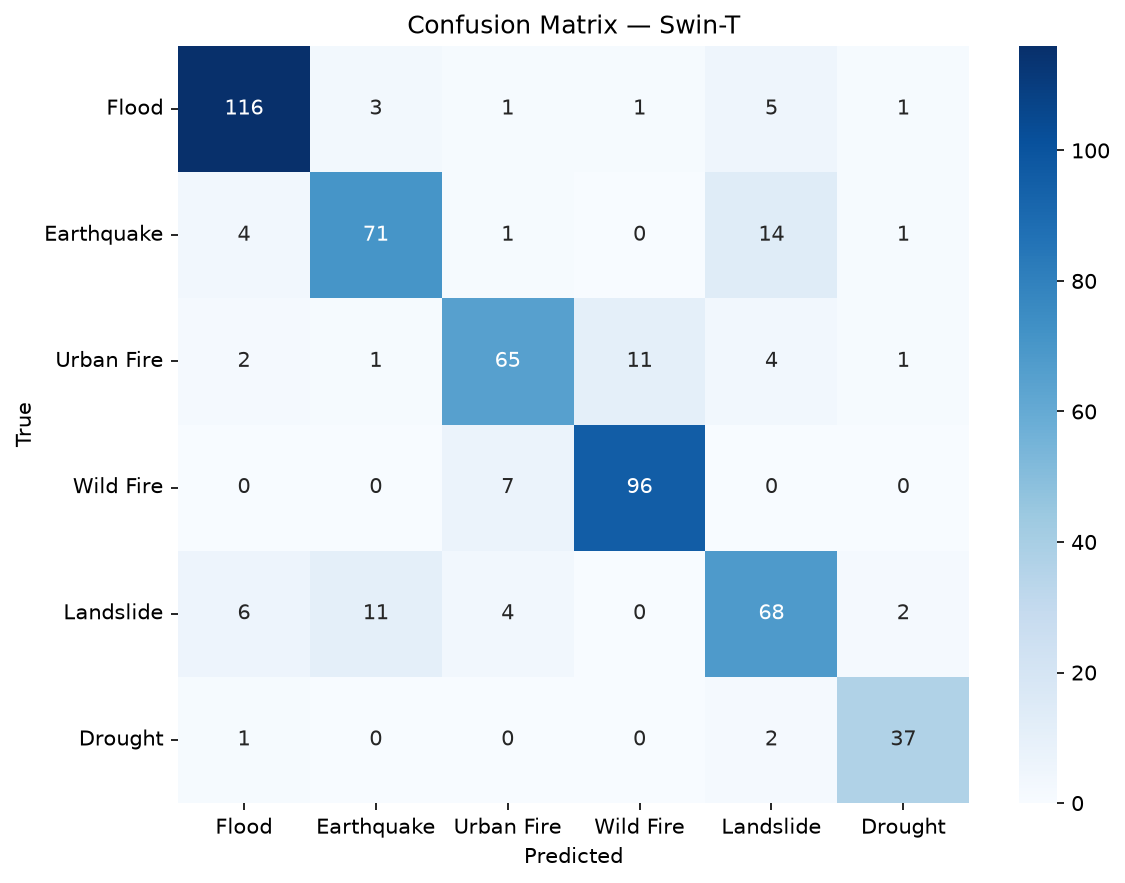 Confusion Matrix — Swin-T
Flood 116 3 1 1 5 1
Earthquake 4 71 1 0 14 1
Urban Fire 2 1 65 11 4 1
Wild Fire 0 0 7 96 0 0
Landslide 6 11 4 0 68 2
Drought 1 0 0 0 2 37
Flood Earthquake Urban Fire Wild Fire Landslide Drought
Predicted
True
100
80
60
40
20
0